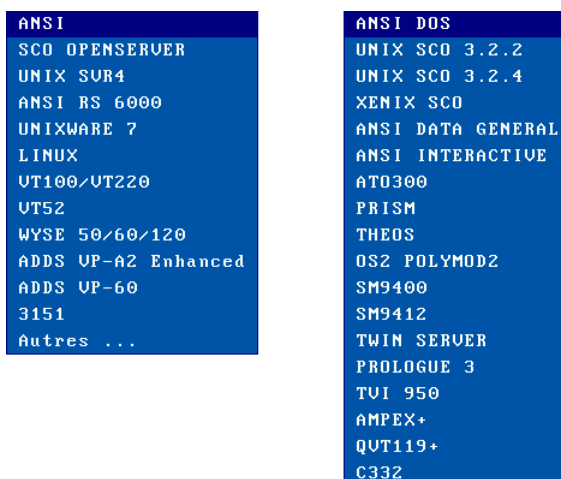 ANSI
SCO OPENSERVER
UNIX SVR4
ANSI RS 6000
UNIXWARE 7
LINUX
VT100/VT220
VT52
WYSE 50/60/120
ADDS VP-A2 Enhanced
ADDS VP-60
3151
Autres ...
ANSI DOS
UNIX SCO 3.2.2
UNIX SCO 3.2.4
XENIX SCO
ANSI DATA GENERAL
ANSI INTERACTIVE
ATO300
PRISM
THEOS
OS2 POLYMOD2
SM9400
SM9412
TWIN SERVER
PROLOGUE 3
TVI 950
AMPEX+
QVT119+
C332